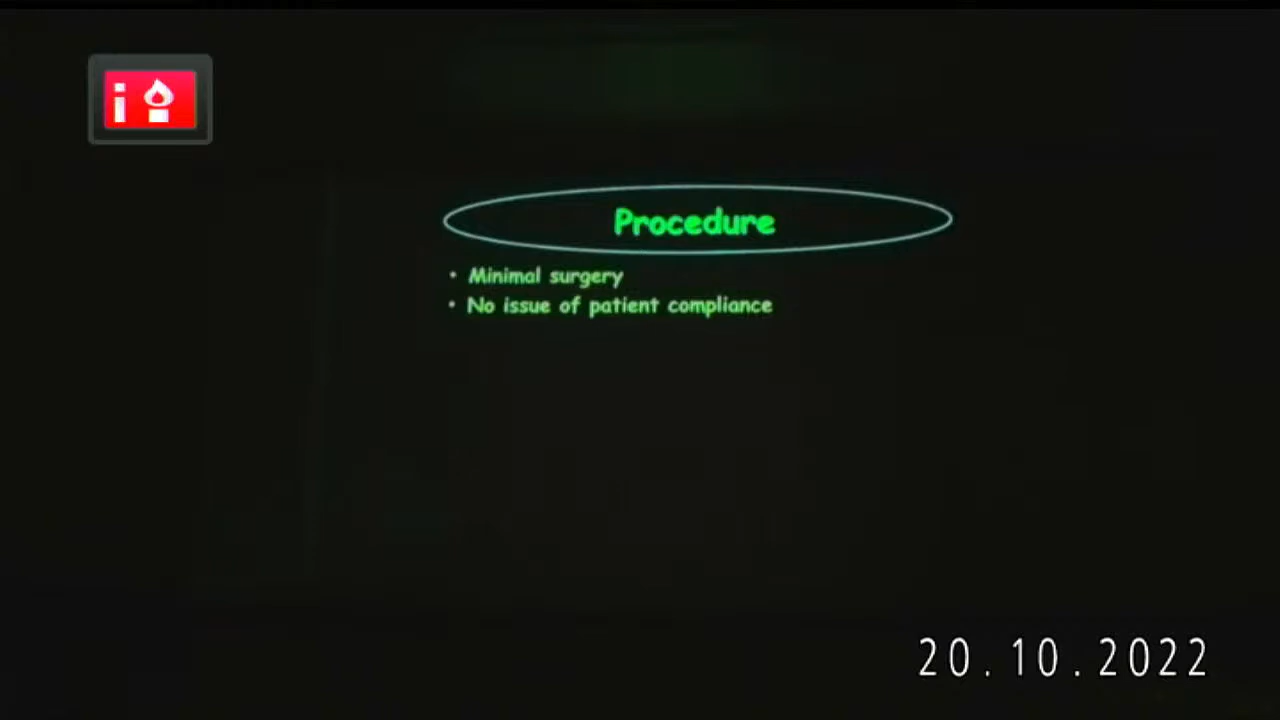 Procedure
• Minimal surgery
• No issue of patient compliance
20.10.2022